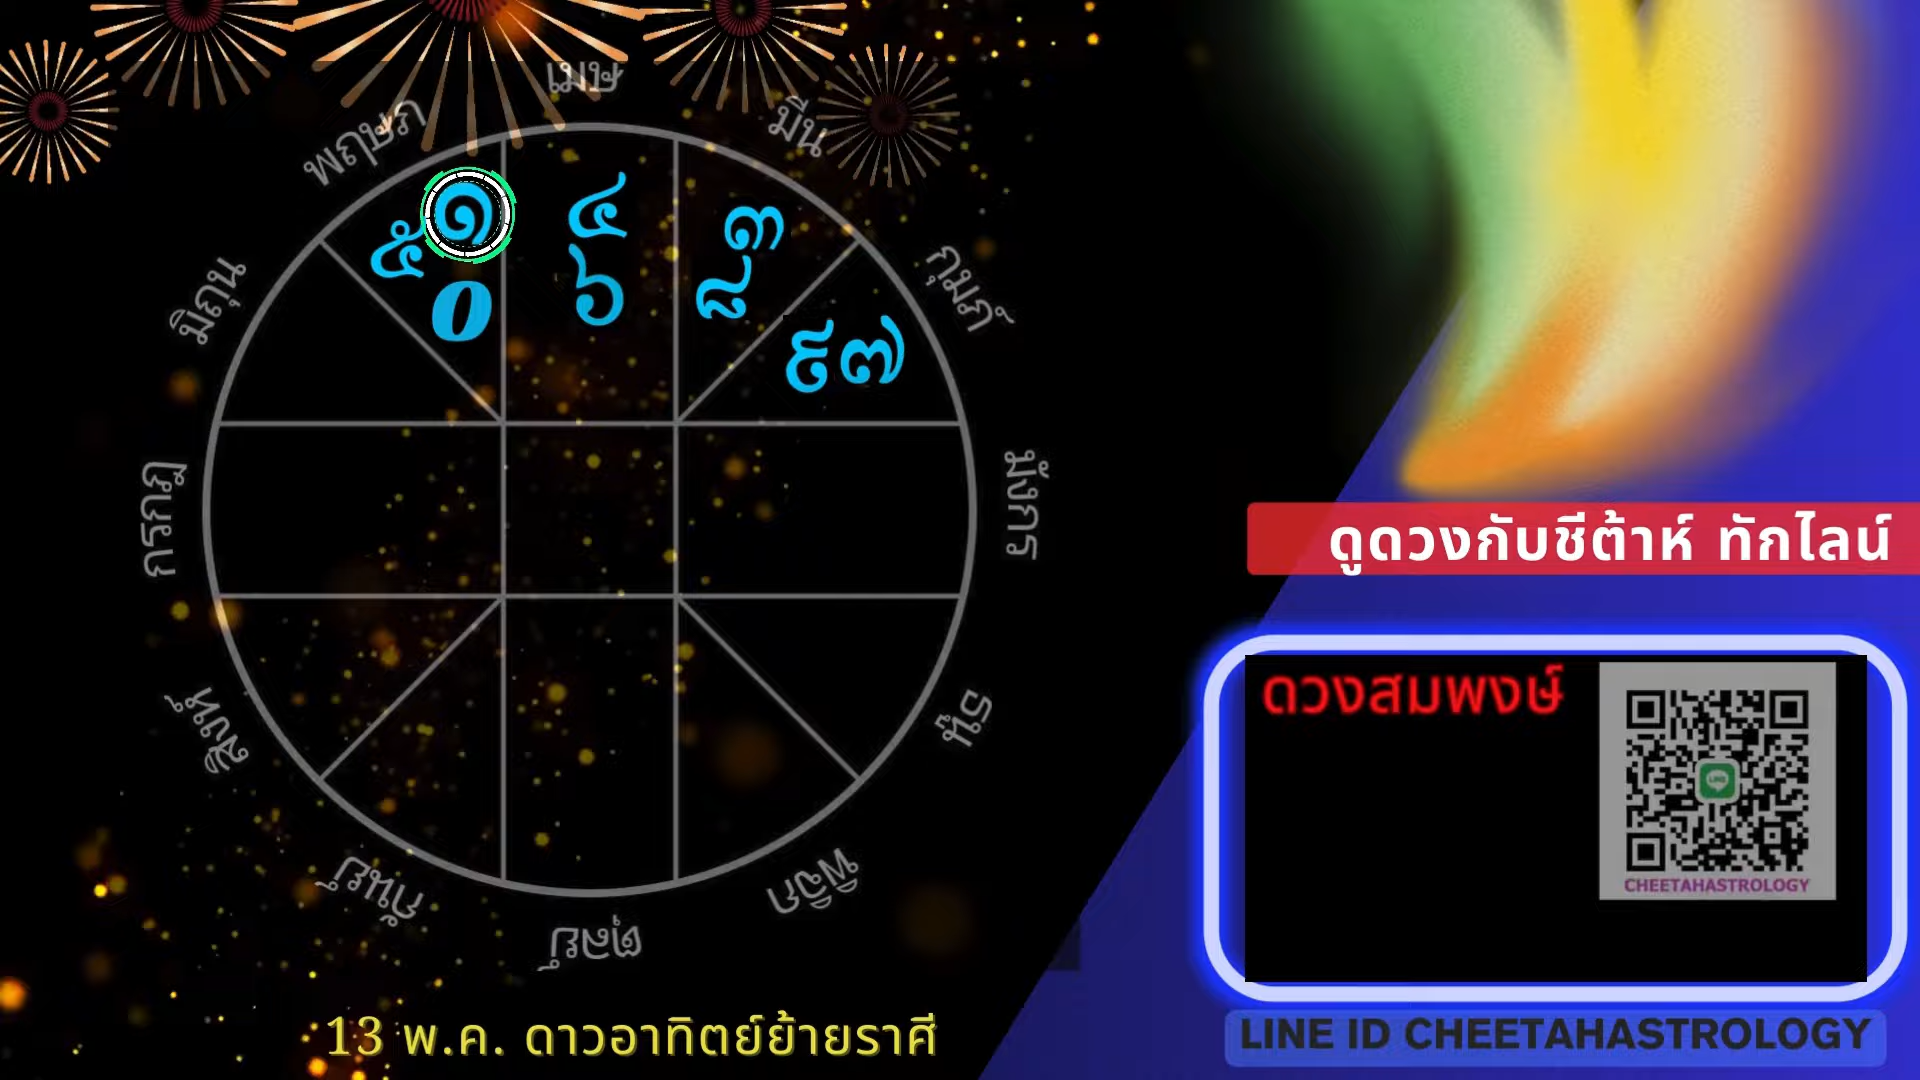 เมษ
พฤษภ
มีน
มิถุน
กุมภ์
กรกฎ
มังกร
สิงห์
ธนู
กันย์
พิจิก
ตุลย์
๕
๑
๐
๔
๖
๓
๘
๙๗
13 พ.ค. ดาวอาทิตย์ย้ายราศี
ดูดวงกับชีต้าห์ ทักไลน์
ดวงสมพงษ์
LINE
CHEETAHASTROLOGY
LINE ID CHEETAHASTROLOGY